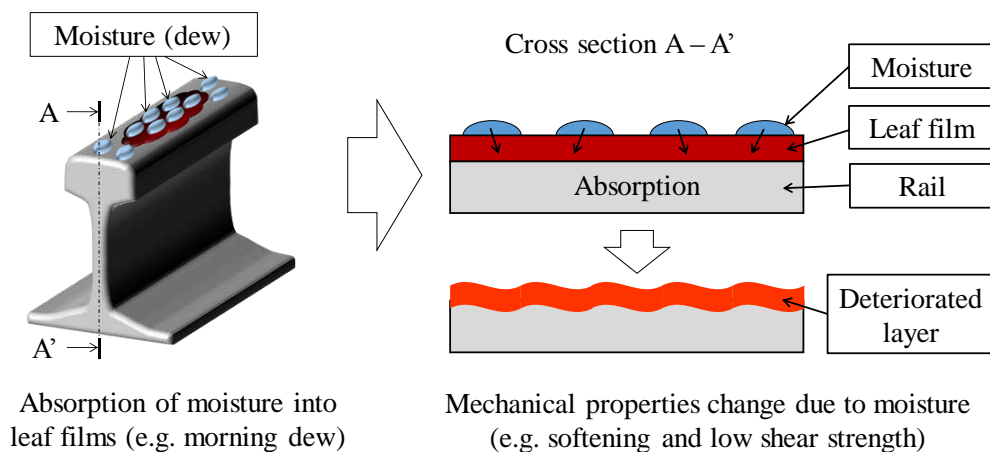 Moisture (dew)
A
A’
Absorption of moisture into
leaf films (e.g. morning dew)
Cross section A – A’
Moisture
Leaf film
Absorption
Rail
Deteriorated
layer
Mechanical properties change due to moisture
(e.g. softening and low shear strength)